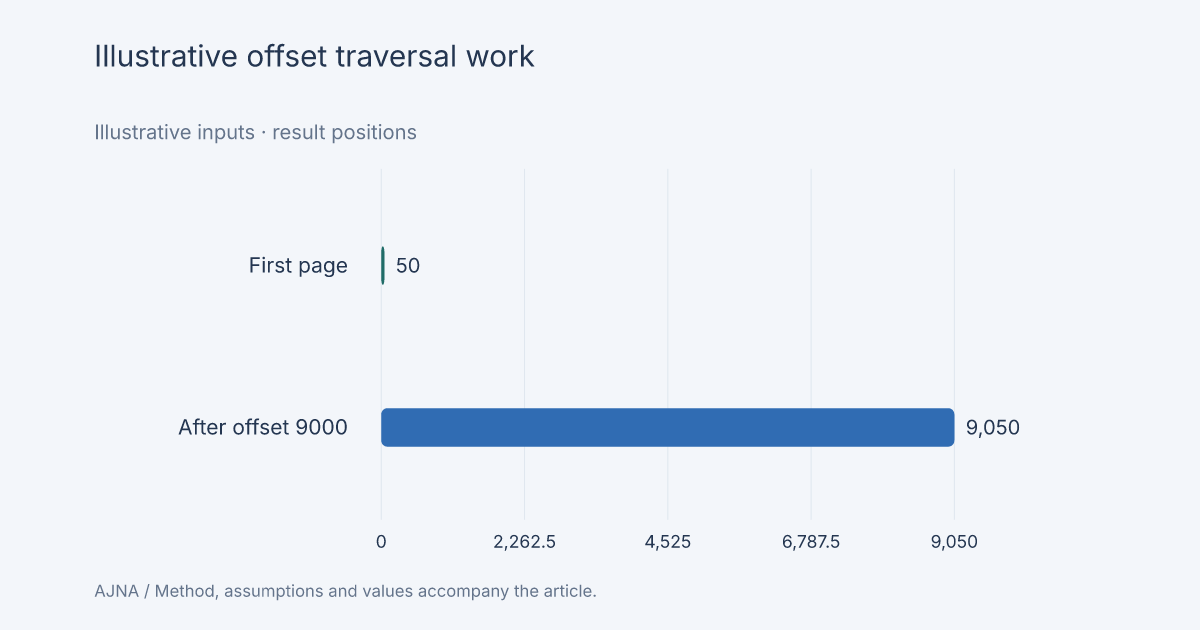 Illustrative offset traversal work
Illustrative inputs · result positions
First page 50
After offset 9000 9,050
0 2,262.5 4,525 6,787.5 9,050
AJNA / Method, assumptions and values accompany the article.